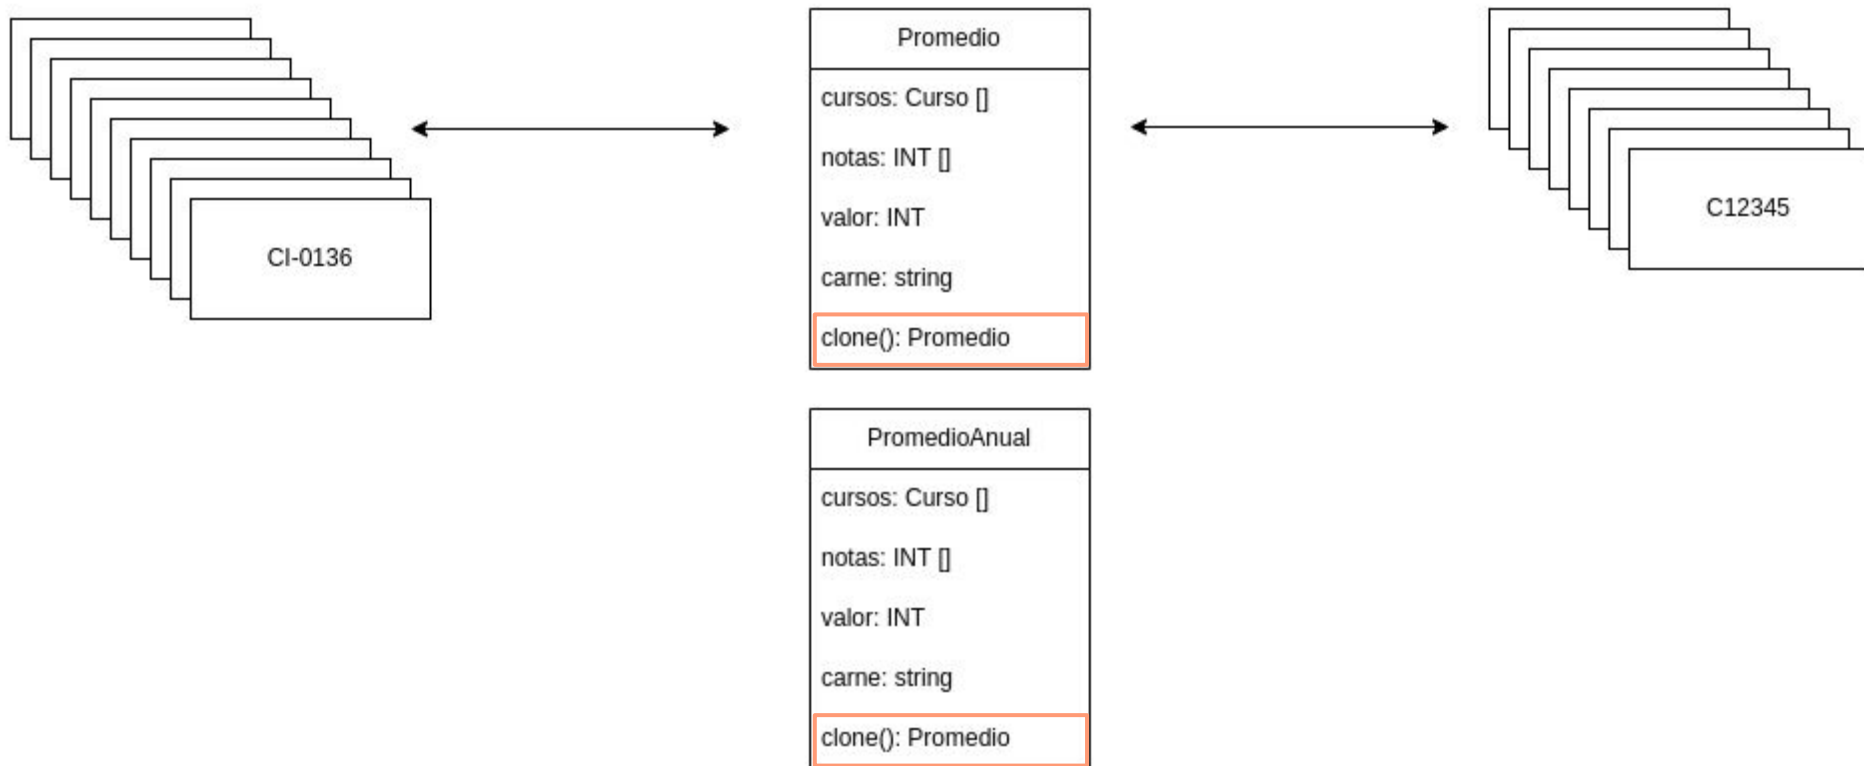 Promedio
cursos: Curso []
notas: INT []
valor: INT
carne: string
clone(): Promedio
CI-0136
C12345
PromedioAnual
cursos: Curso []
notas: INT []
valor: INT
carne: string
clone(): Promedio